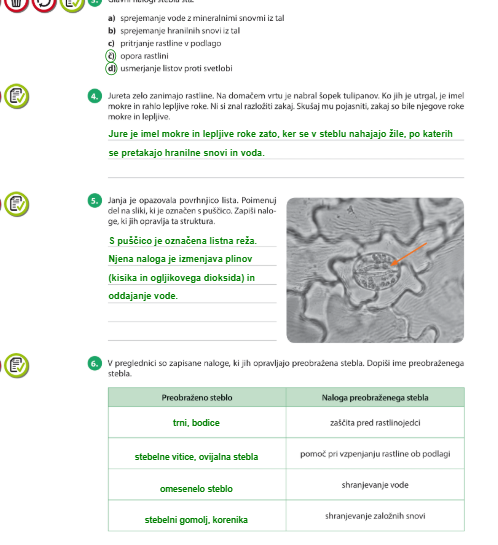 a) sprejemanje vode z mineralnimi snovmi iz tal
b) sprejemanje hranilnih snovi iz tal
c) pritrjanje rastline v podlago
č) opora rastlini
d) usmerjanje listov proti svetlobi
4. Jureta zelo zanimajo rastline. Na domačem vrtu je nabral šopek tulipanov. Ko jih je utrgal, je imel
mokre in rahlo lepljive roke. Ni si znal razložiti zakaj. Skušaj mu pojasniti, zakaj so bile njegove roke
mokre in lepljive.
Jure je imel mokre in lepljive roke zato, ker se v steblu nahajajo žile, po katerih
se pretakajo hranilne snovi in voda.
5. Janja je opazovala povrhnjico lista. Poimenuj
del na sliki, ki je označen s puščico. Zapiši nalo-
ge, ki jih opravlja ta struktura.
S puščico je označena listna reža.
Njena naloga je izmenjava plinov
(kisika in ogljikovega dioksida) in
oddajanje vode.
6. V preglednici so zapisane naloge, ki jih opravljajo preobražena stebla. Dopiši ime preobraženega
stebla.
Preobraženo steblo Naloga preobraženega stebla
trni, bodice zaščita pred rastlinojedci
stebelne vitice, ovijalna stebla pomoč pri vzpenjanju rastline ob podlagi
omesenelo steblo shranjevanje vode
stebelni gomolj, korenika shranjevanje založnih snovi